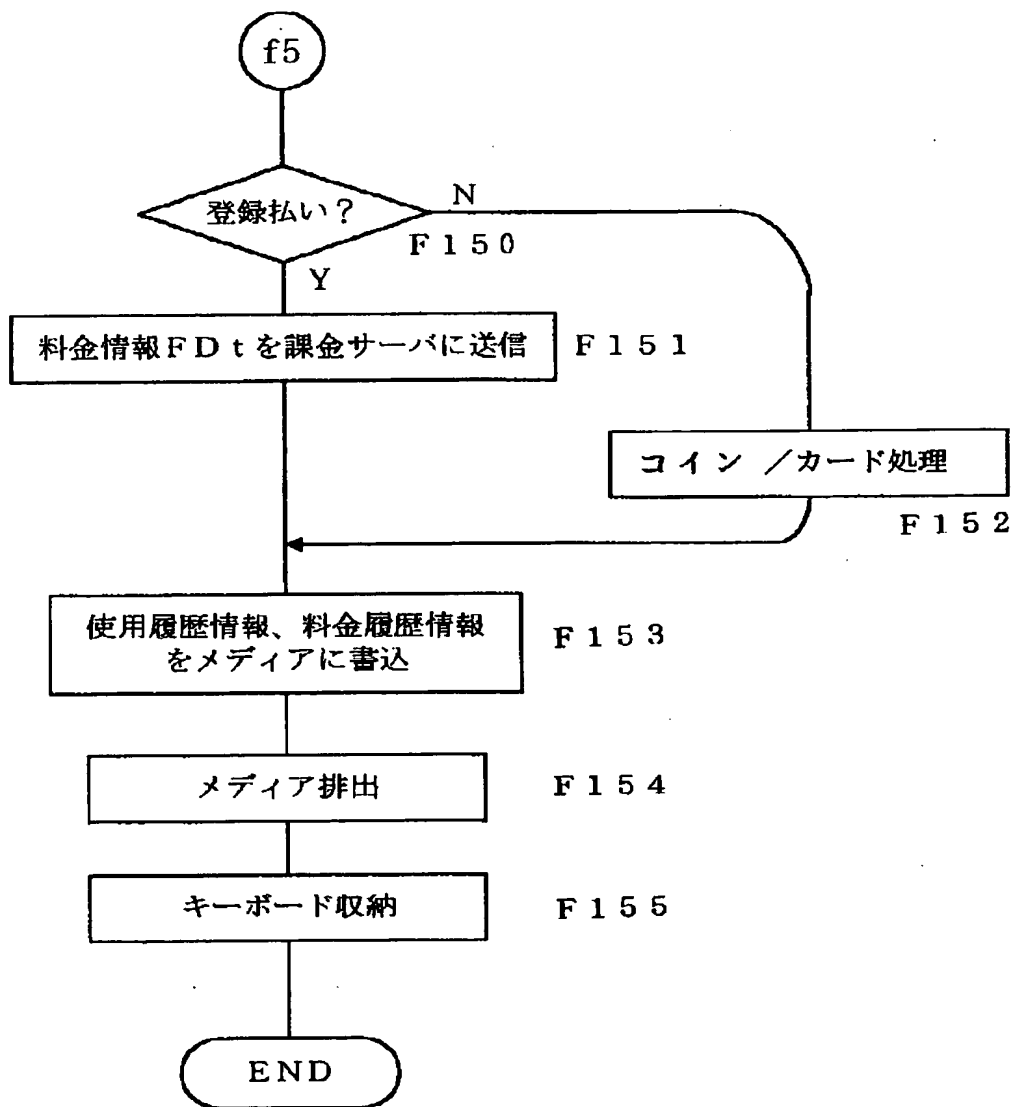 f5
登録払い？
N
F150
Y
料金情報FDtを課金サーバに送信
F151
コイン ／カード処理
F152
使用履歴情報、料金履歴情報
をメディアに書込
F153
メディア排出
F154
キーボード収納
F155
END